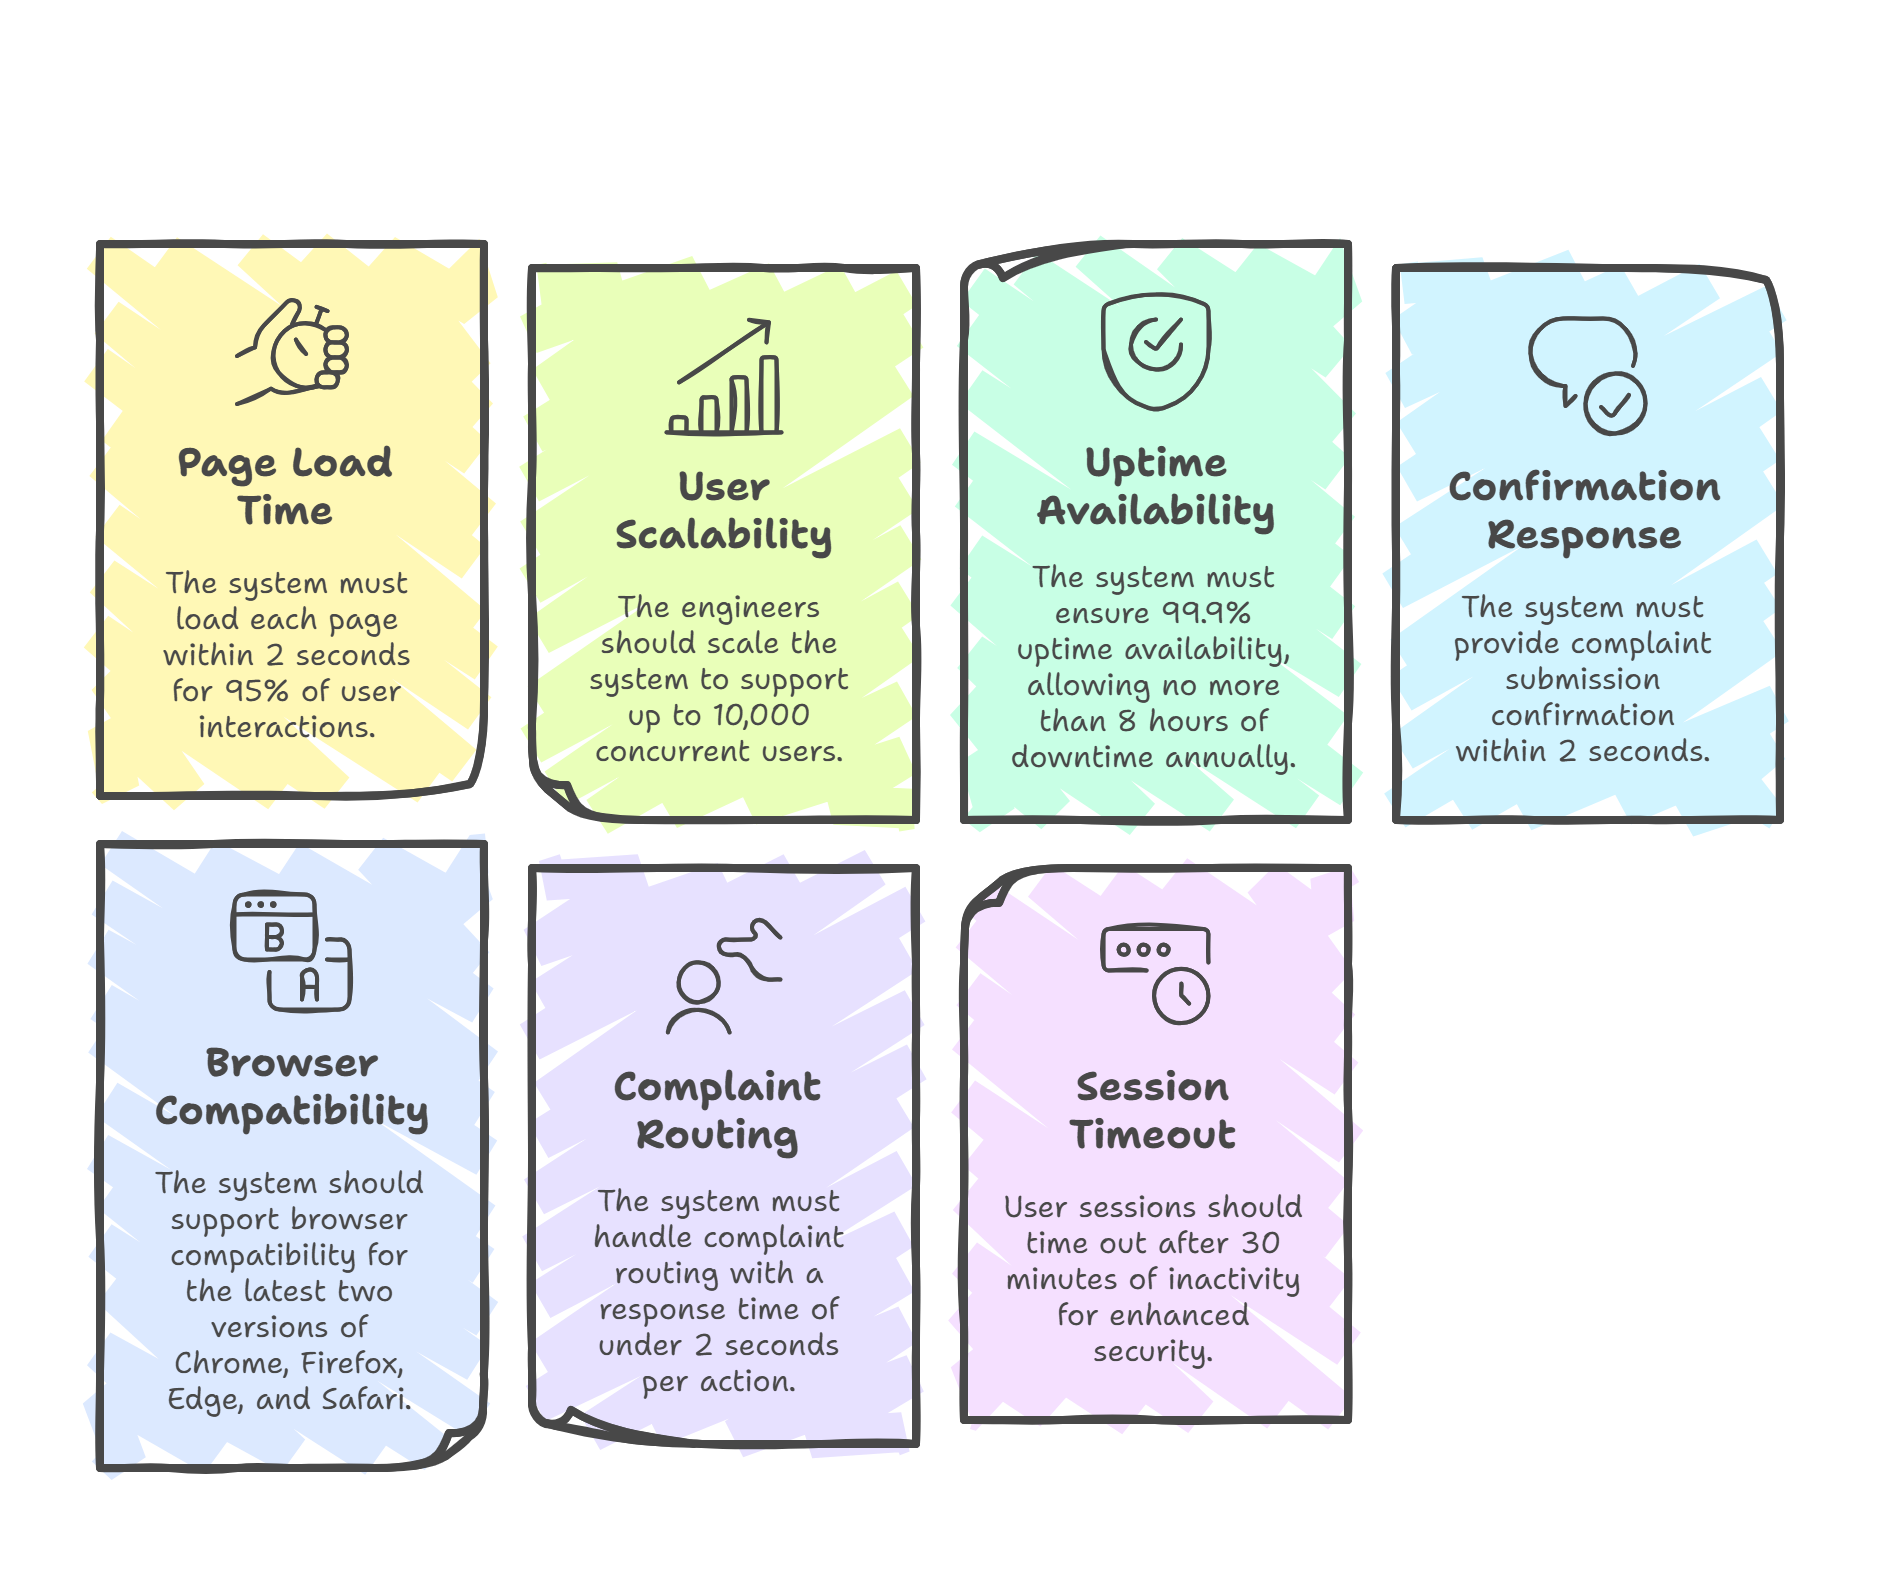 Page Load
Time
The system must
load each page
within 2 seconds
for 95% of user
interactions.
User
Scalability
The engineers
should scale the
system to support
up to 10,000
concurrent users.
Uptime
Availability
The system must
ensure 99.9%
uptime availability,
allowing no more
than 8 hours of
downtime annually.
Confirmation
Response
The system must
provide complaint
submission
confirmation
within 2 seconds.
B
A
Browser
Compatibility
The system should
support browser
compatibility for
the latest two
versions of
Chrome, Firefox,
Edge, and Safari.
Complaint
Routing
The system must
handle complaint
routing with a
response time of
under 2 seconds
per action.
Session
Timeout
User sessions should
time out after 30
minutes of inactivity
for enhanced
security.